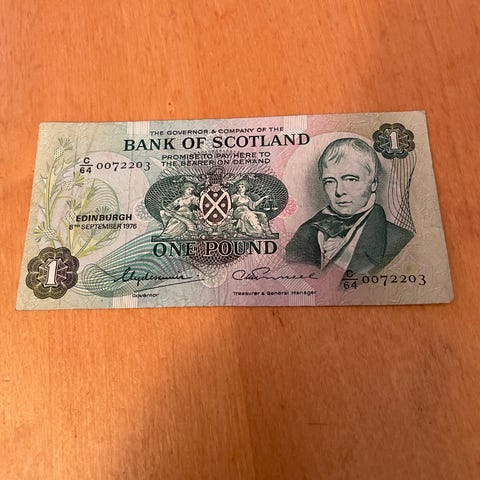 THE GOVERNOR & COMPANY OF THE
BANK OF SCOTLAND
PROMISE TO PAY HERE TO
THE BEARER ON DEMAND
1
C/64 0072203
EDINBURGH
8TH SEPTEMBER 1976
ONE POUND
1
Clydesmuir
Governor
Treasurer & General Manager
C/64 0072203